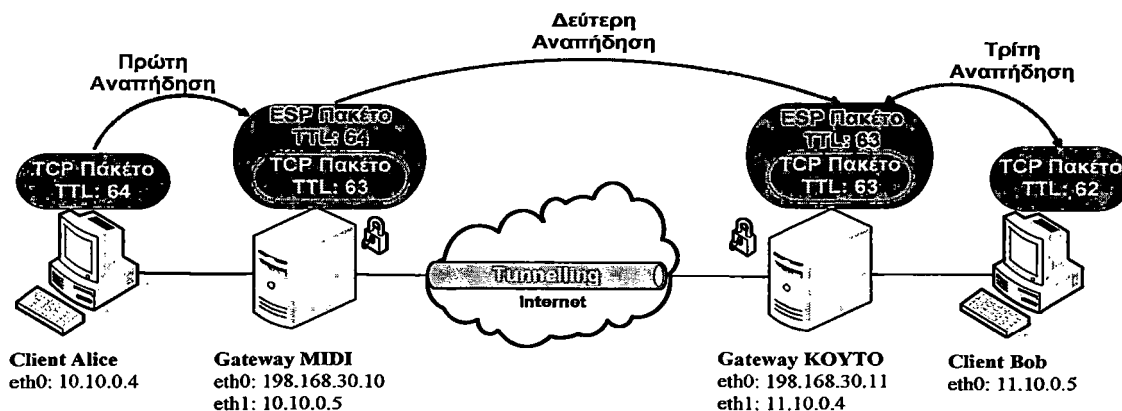 Πρώτη
Αναπήδηση
Δεύτερη
Αναπήδηση
Τρίτη
Αναπήδηση
TCP Πακέτο
TTL: 64
ESP Πακέτο
TTL: 64
TCP Πακέτο
TTL: 63
ESP Πακέτο
TTL: 63
TCP Πακέτο
TTL: 63
TCP Πακέτο
TTL: 62
Tunnelling
Internet
Client Alice
eth0: 10.10.0.4
Gateway MIDI
eth0: 198.168.30.10
eth1: 10.10.0.5
Gateway KOYTO
eth0: 198.168.30.11
eth1: 11.10.0.4
Client Bob
eth0: 11.10.0.5